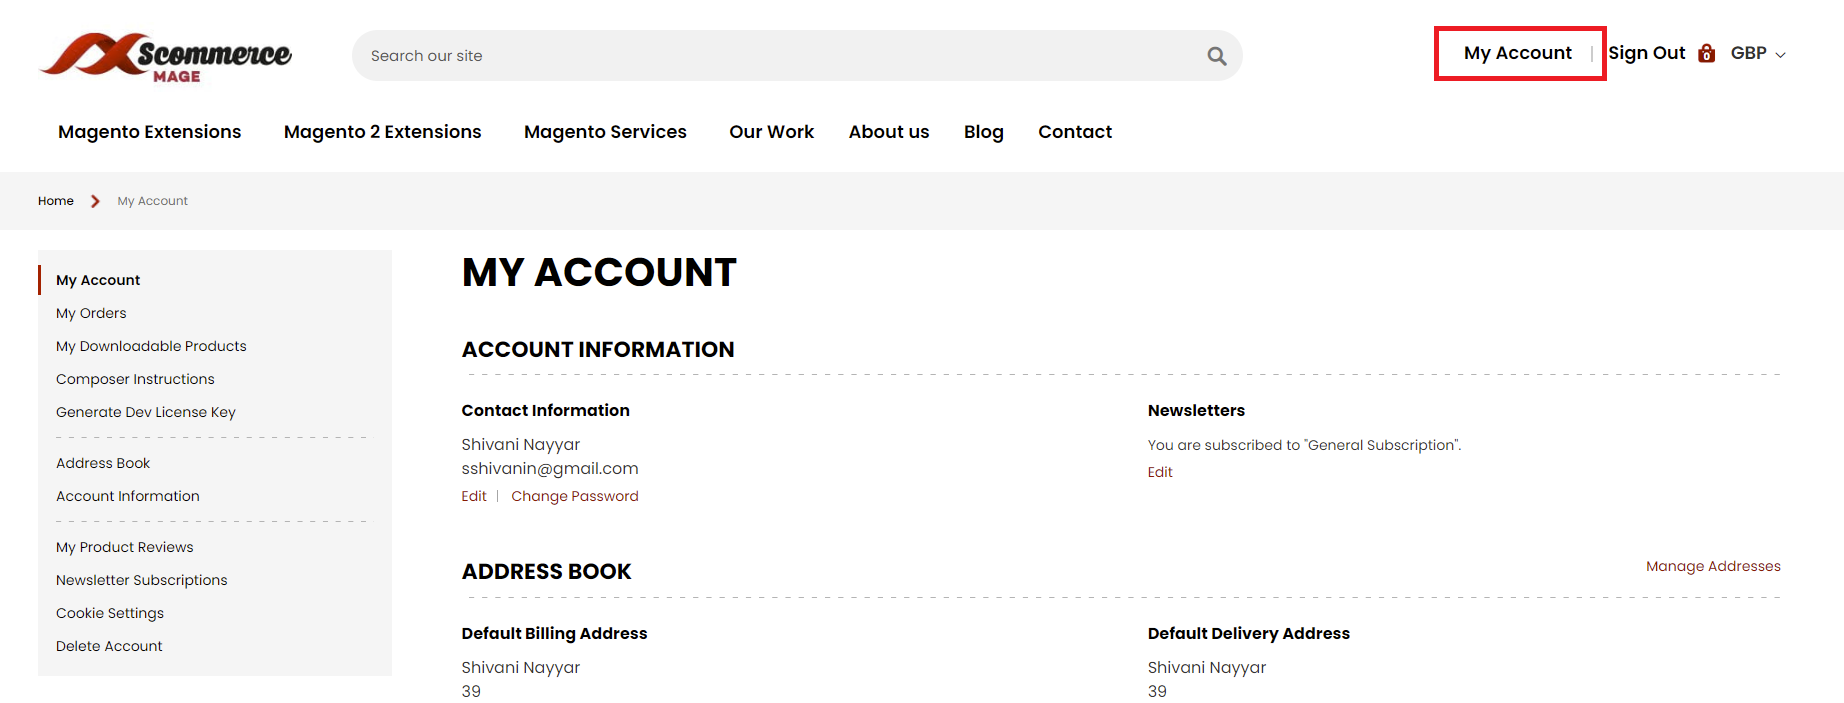 Scommerce
MAGE
Search our site
My Account | Sign Out 0 GBP
Magento Extensions Magento 2 Extensions Magento Services Our Work About us Blog Contact
Home My Account
My Account
My Orders
My Downloadable Products
Composer Instructions
Generate Dev License Key
Address Book
Account Information
My Product Reviews
Newsletter Subscriptions
Cookie Settings
Delete Account
MY ACCOUNT
ACCOUNT INFORMATION
Contact Information
Shivani Nayyar
sshivanin@gmail.com
Edit | Change Password
Newsletters
You are subscribed to "General Subscription".
Edit
ADDRESS BOOK
Manage Addresses
Default Billing Address
Shivani Nayyar
39
Default Delivery Address
Shivani Nayyar
39